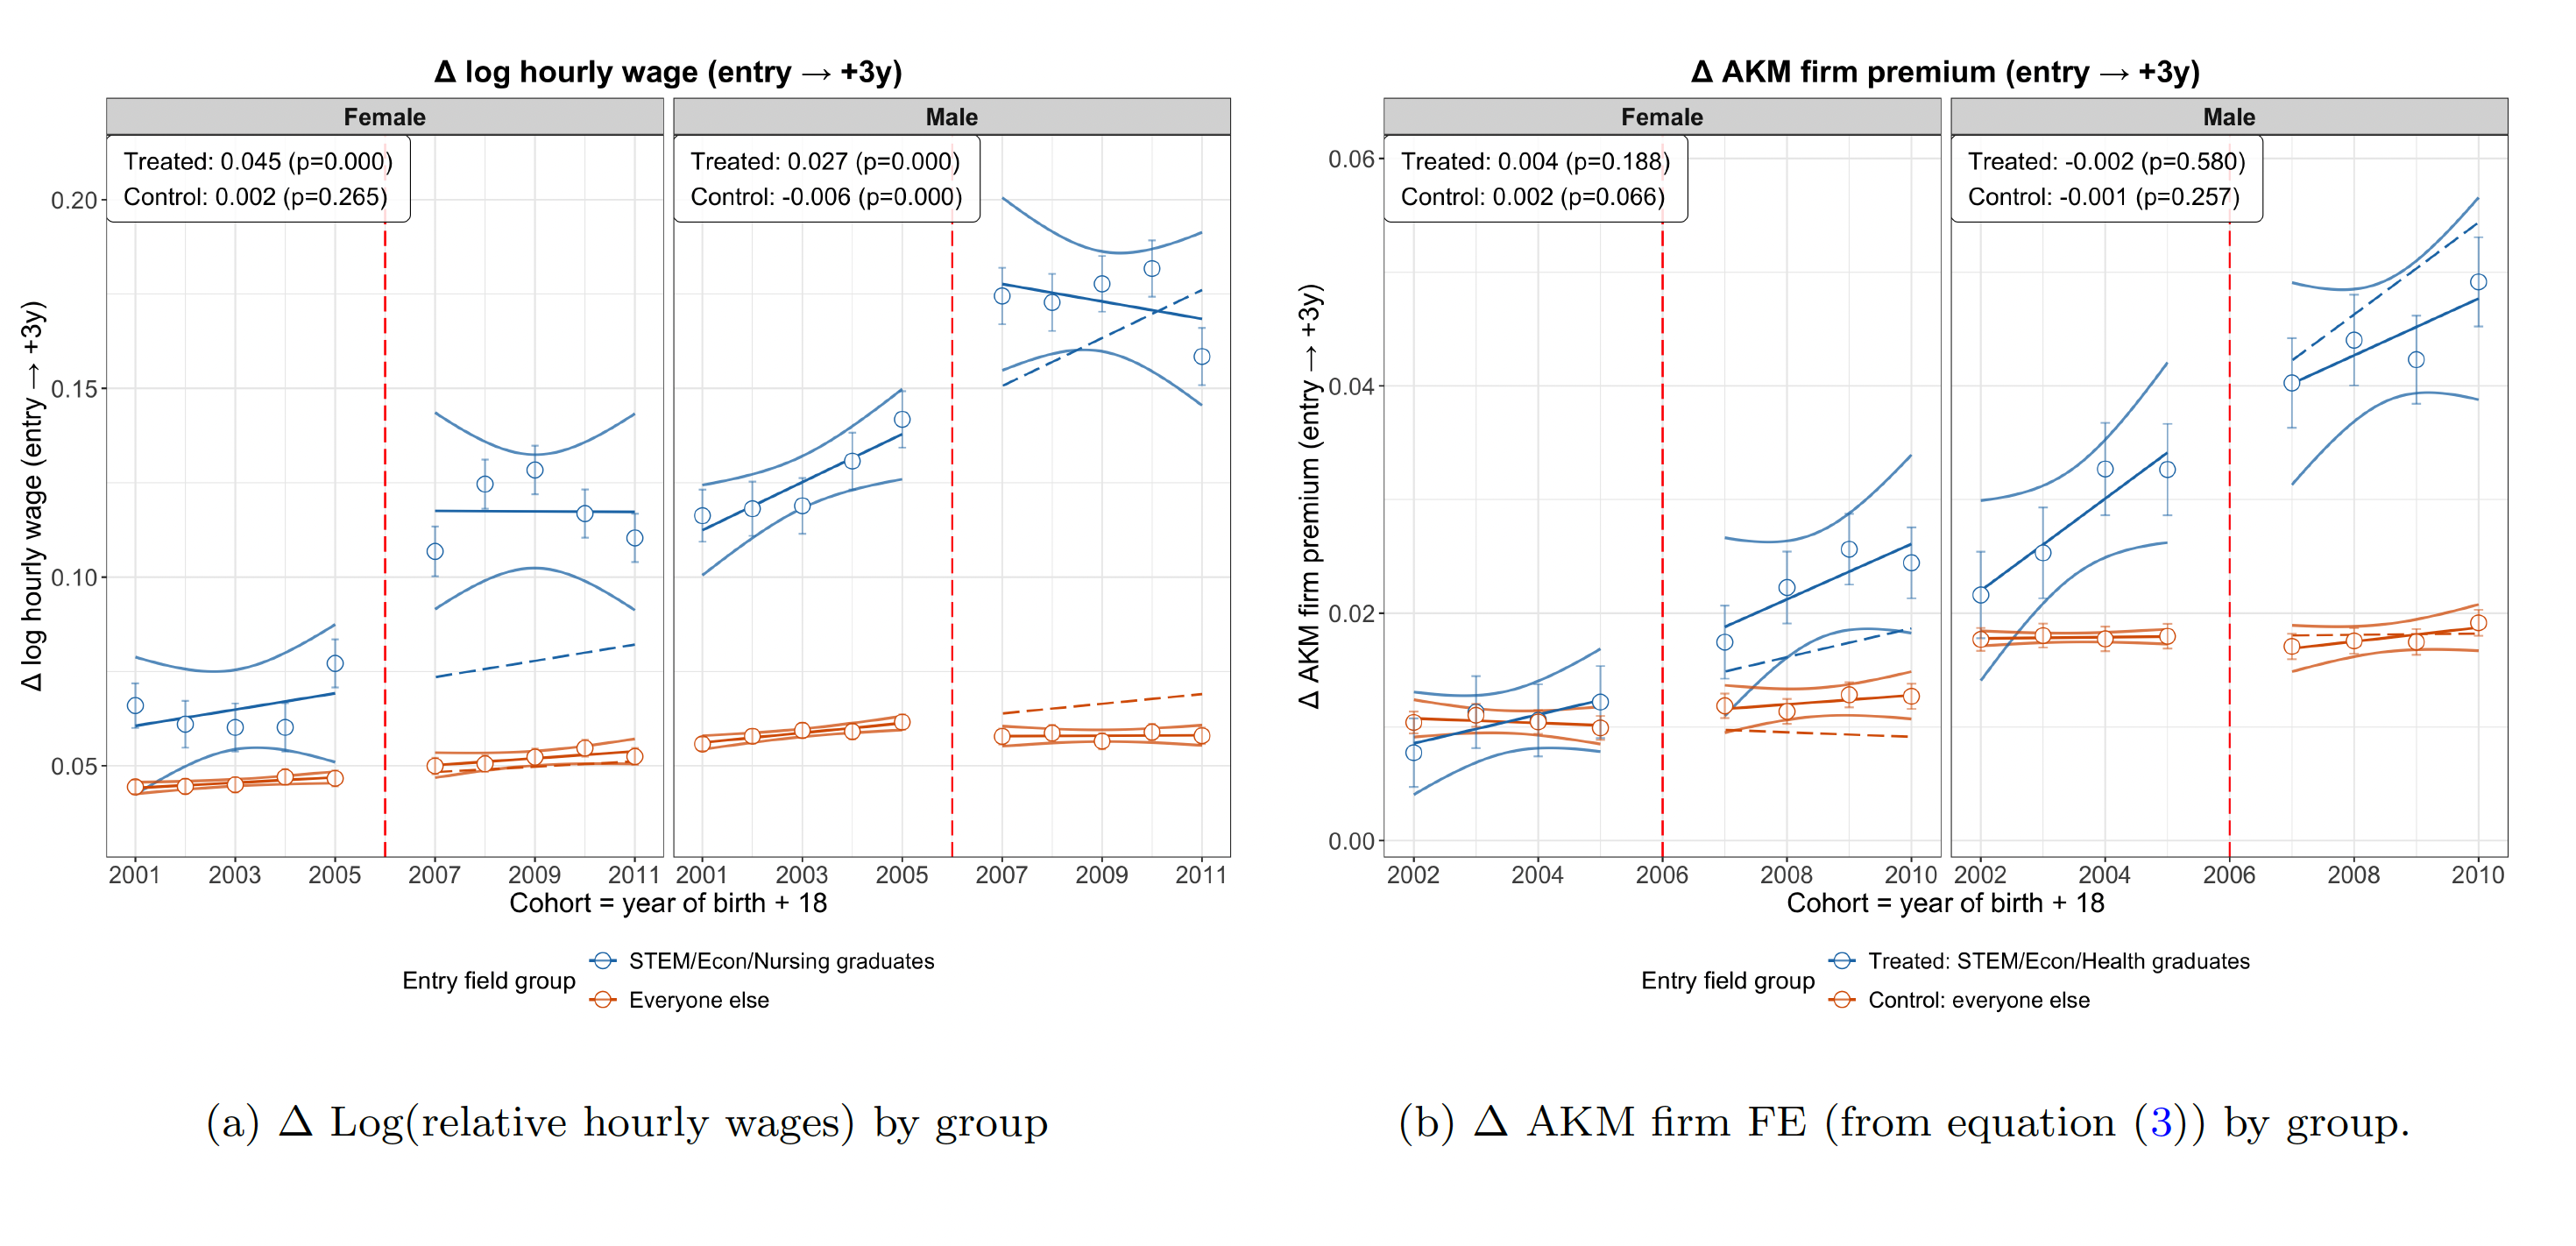 Δ log hourly wage (entry → +3y)
Female
Male
Treated: 0.045 (p=0.000)
Control: 0.002 (p=0.265)
Treated: 0.027 (p=0.000)
Control: -0.006 (p=0.000)
Δ log hourly wage (entry → +3y)
0.20
0.15
0.10
0.05
2001 2003 2005 2007 2009 2011
2001 2003 2005 2007 2009 2011
Cohort = year of birth + 18
Entry field group
STEM/Econ/Nursing graduates
Everyone else
(a) Δ Log(relative hourly wages) by group
Δ AKM firm premium (entry → +3y)
Female
Male
Treated: 0.004 (p=0.188)
Control: 0.002 (p=0.066)
Treated: -0.002 (p=0.580)
Control: -0.001 (p=0.257)
Δ AKM firm premium (entry → +3y)
0.06
0.04
0.02
0.00
2002 2004 2006 2008 2010
2002 2004 2006 2008 2010
Cohort = year of birth + 18
Entry field group
Treated: STEM/Econ/Health graduates
Control: everyone else
(b) Δ AKM firm FE (from equation (3)) by group.